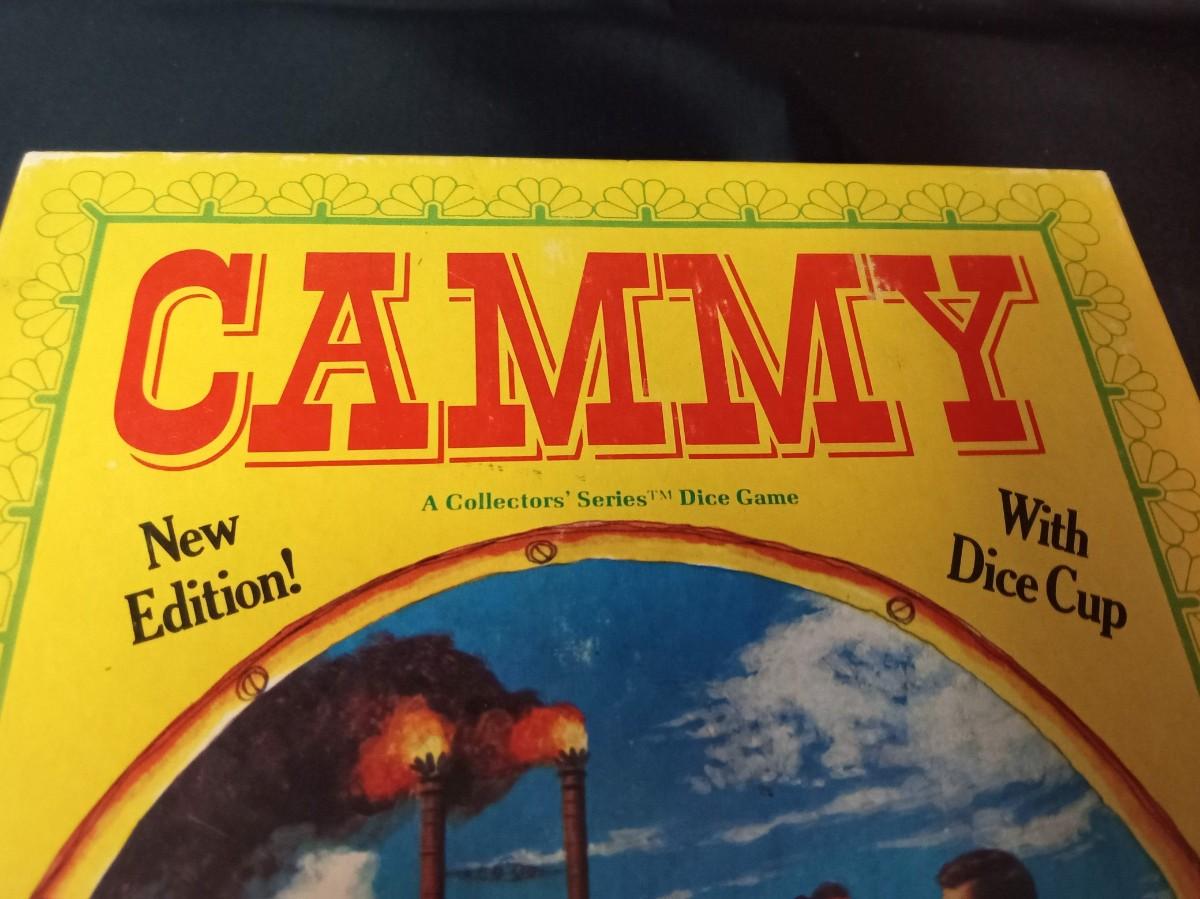 CAMMY
A Collectors' Series™ Dice Game
New
Edition!
With
Dice Cup